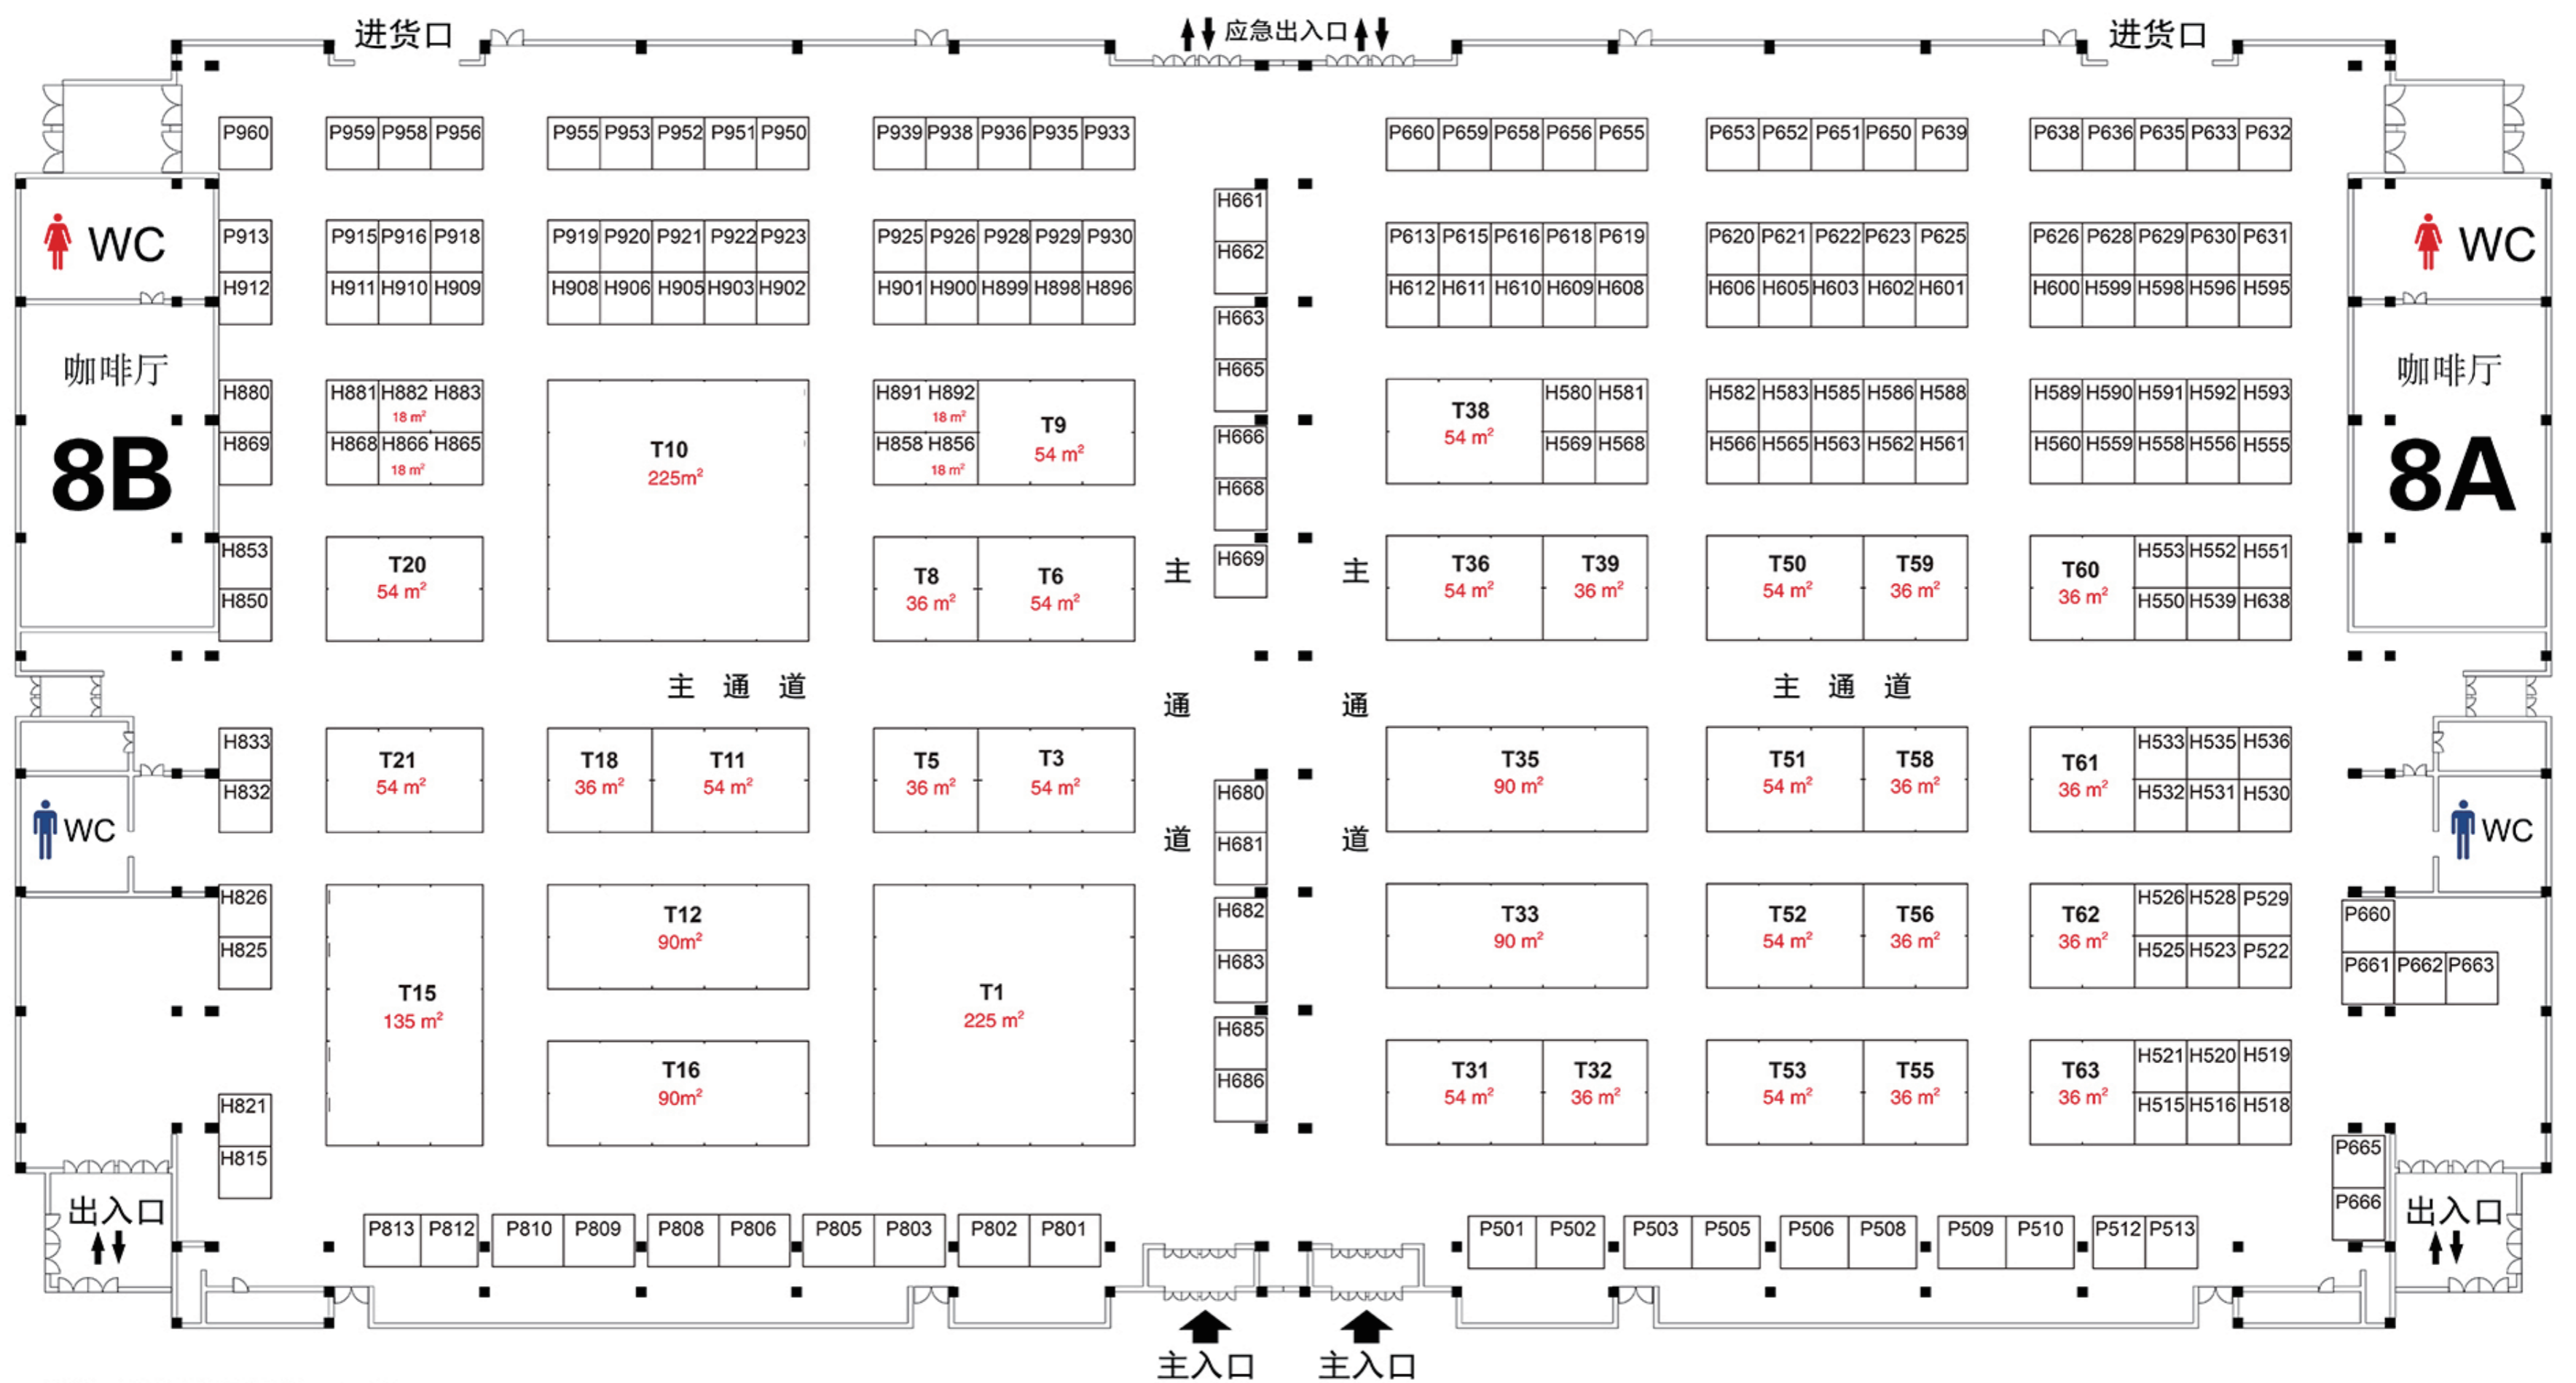 进货口 应急出入口 进货口
P960 P959 P958 P956 P955 P953 P952 P951 P950 P939 P938 P936 P935 P933 P660 P659 P658 P656 P655 P653 P652 P651 P650 P639 P638 P636 P635 P633 P632
H661
WC P913 P915 P916 P918 P919 P920 P921 P922 P923 P925 P926 P928 P929 P930 H662 P613 P615 P616 P618 P619 P620 P621 P622 P623 P625 P626 P628 P629 P630 P631 WC
H912 H911 H910 H909 H908 H906 H905 H903 H902 H901 H900 H899 H898 H896 H612 H611 H610 H609 H608 H606 H605 H603 H602 H601 H600 H599 H598 H596 H595
H663
咖啡厅 H665 咖啡厅
H880 H881 H882 H883 H891 H892 H580 H581 H582 H583 H585 H586 H588 H589 H590 H591 H592 H593
18 m² 18 m² T9 T38
H869 H868 H866 H865 T10 H858 H856 54 m² H666 54 m² H569 H568 H566 H565 H563 H562 H561 H560 H559 H558 H556 H555
8B 18 m² 225m² 18 m² H668 8A
H853 T20 T8 T6 主 H669 主 T36 T39 T50 T59 T60 H553 H552 H551
H850 54 m² 36 m² 54 m² 54 m² 36 m² 54 m² 36 m² 36 m² H550 H539 H638
主 通 道 通 通 主 通 道
H833 T21 T18 T11 T5 T3 T35 T51 T58 T61 H533 H535 H536
H832 54 m² 36 m² 54 m² 36 m² 54 m² H680 90 m² 54 m² 36 m² 36 m² H532 H531 H530
WC 道 H681 道 WC
H826 T12 H682 T33 T52 T56 T62 H526 H528 P529 P660
H825 90m² H683 90 m² 54 m² 36 m² 36 m² H525 H523 P522 P661 P662 P663
T15 T1
135 m² 225 m² H685
H821 T16 H686 T31 T32 T53 T55 T63 H521 H520 H519
H815 90m² 54 m² 36 m² 54 m² 36 m² 36 m² H515 H516 H518
P665
出入口 P666 出入口
P813 P812 P810 P809 P808 P806 P805 P803 P802 P801 P501 P502 P503 P505 P506 P508 P509 P510 P512 P513
主入口 主入口